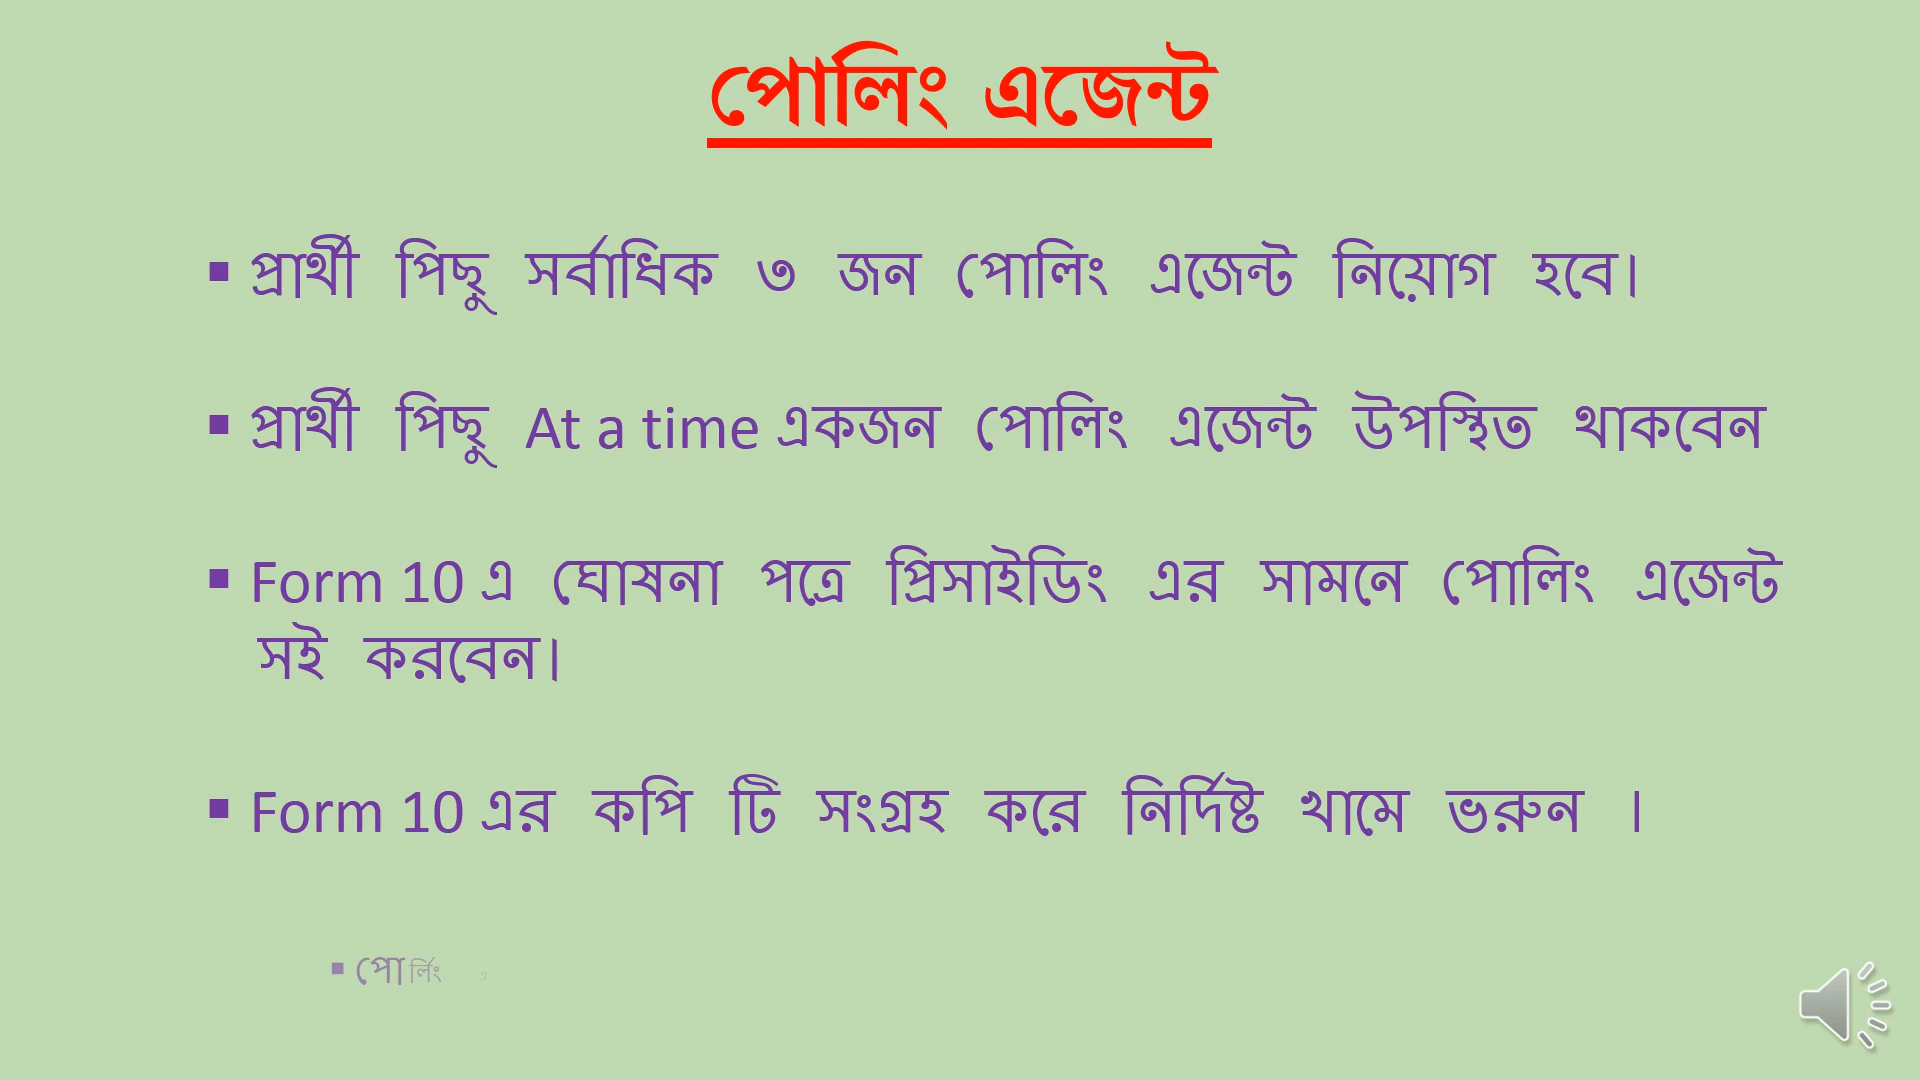 পোলিং এজেন্ট
▪ প্রার্থী পিছু সর্বাধিক ৩ জন পোলিং এজেন্ট নিয়োগ হবে।
▪ প্রার্থী পিছু At a time একজন পোলিং এজেন্ট উপস্থিত থাকবেন
▪ Form 10 এ ঘোষনা পত্রে প্রিসাইডিং এর সামনে পোলিং এজেন্ট
সই করবেন।
▪ Form 10 এর কপি টি সংগ্রহ করে নির্দিষ্ট খামে ভরুন ।